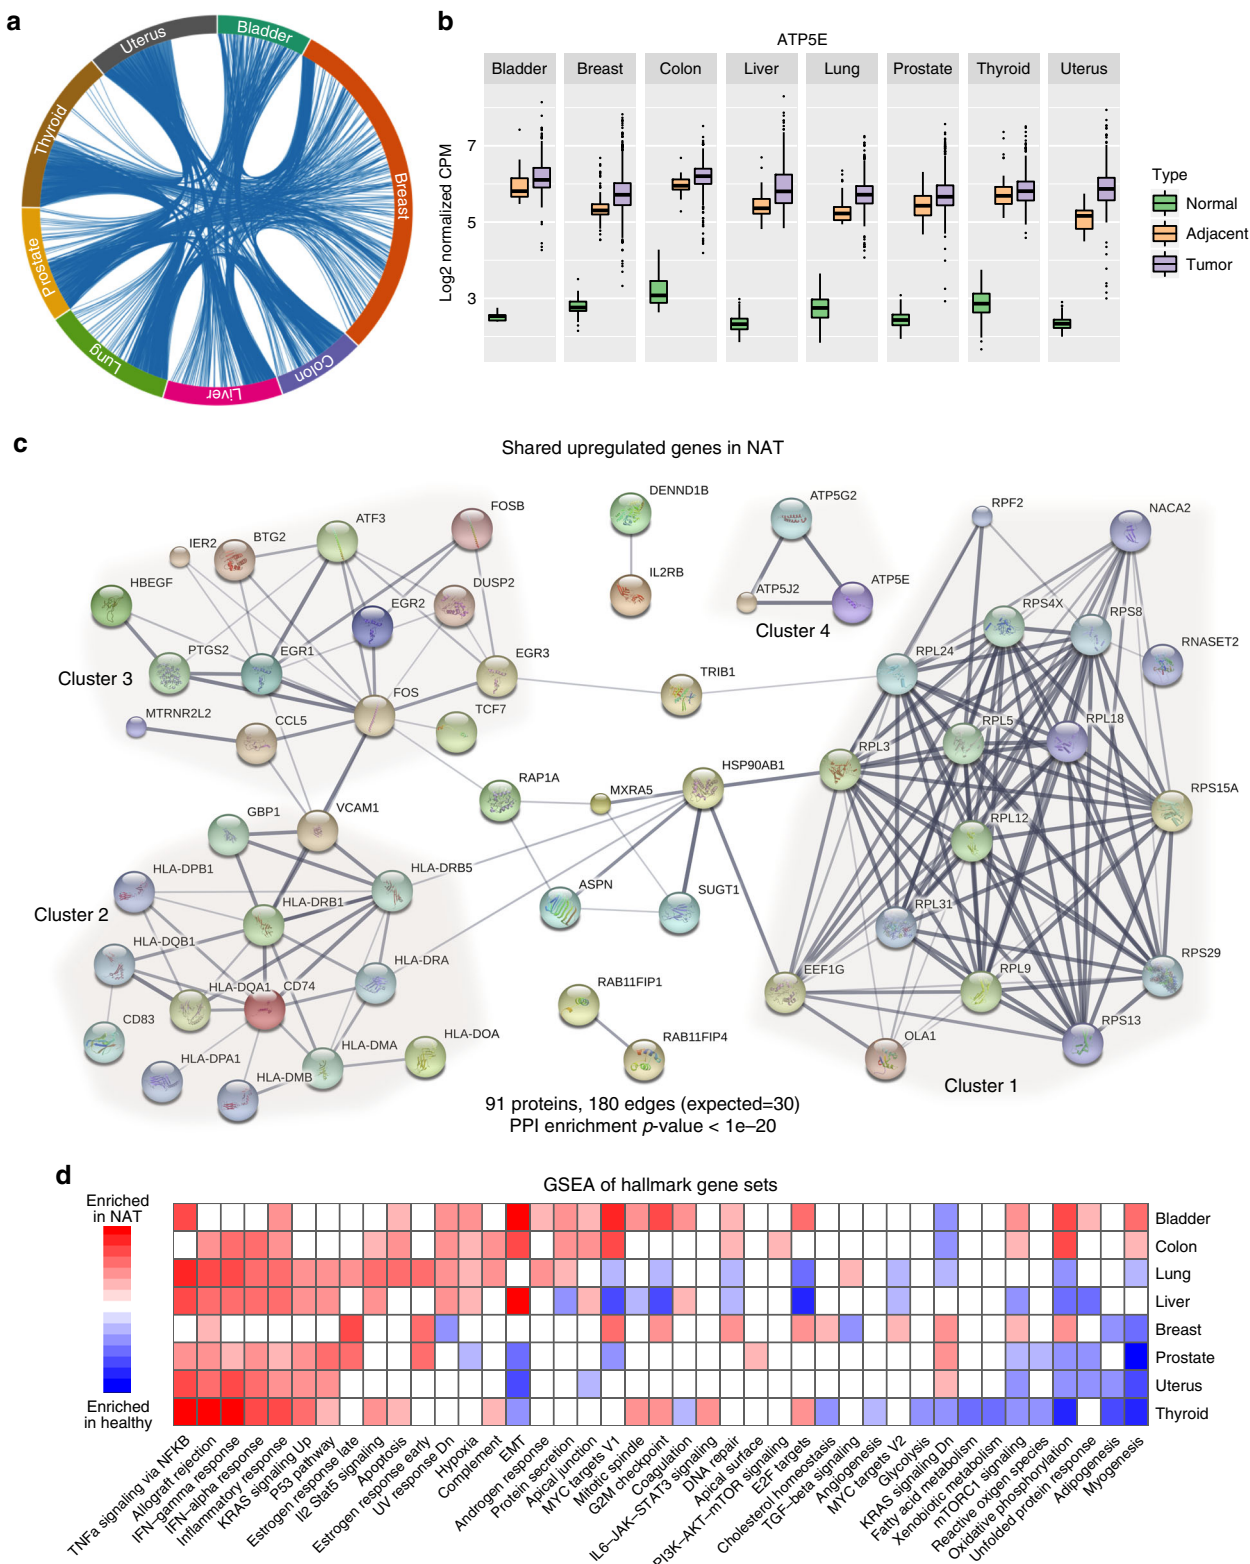 a
Uterus
Bladder
Breast
Colon
Liver
Lung
Prostate
Thyroid
b
ATP5E
Bladder Breast Colon Liver Lung Prostate Thyroid Uterus
Log2 normalized CPM
7
5
3
Type
Normal
Adjacent
Tumor
c
Shared upregulated genes in NAT
DENND1B
IL2RB
ATP5G2
ATP5J2
ATP5E
Cluster 4
RPF2
NACA2
FOSB
ATF3
IER2
BTG2
HBEGF
DUSP2
EGR2
PTGS2
EGR1
EGR3
Cluster 3
FOS
TCF7
MTRNR2L2
CCL5
TRIB1
RPS4X
RPS8
RNASET2
RPL24
RPL5
RPL18
RPL3
RPS15A
RPL12
RPL31
RPL9
RPS29
EEF1G
RPS13
OLA1
Cluster 1
RAP1A
MXRA5
HSP90AB1
ASPN
SUGT1
RAB11FIP1
RAB11FIP4
GBP1
VCAM1
HLA-DPB1
HLA-DRB5
HLA-DRB1
Cluster 2
HLA-DQB1
HLA-DRA
HLA-DQA1
CD74
CD83
HLA-DPA1
HLA-DMB
HLA-DMA
HLA-DOA
91 proteins, 180 edges (expected=30)
PPI enrichment p-value < 1e–20
d
GSEA of hallmark gene sets
Enriched
in NAT
Enriched
in healthy
Bladder
Colon
Lung
Liver
Breast
Prostate
Uterus
Thyroid
TNFa signaling via NFKB
Allograft rejection
IFN–gamma response
IFN–alpha response
Inflammatory response
KRAS signaling Up
P53 pathway
Estrogen response late
Il2 Stat5 signaling
Apoptosis
Estrogen response early
UV response Dn
Hypoxia
Complement
EMT
Androgen response
Protein secretion
Apical junction
MYC targets V1
Mitotic spindle
G2M checkpoint
Coagulation
IL6–JAK–STAT3 signaling
DNA repair
Apical surface
PI3K–AKT–mTOR signaling
E2F targets
Cholesterol homeostasis
TGF–beta signaling
Angiogenesis
MYC targets V2
Glycolysis
KRAS signaling Dn
Fatty acid metabolism
Xenobiotic metabolism
mTORC1 signaling
Reactive oxigen species
Oxidative phosphorylation
Unfolded protein response
Adipogenesis
Myogenesis